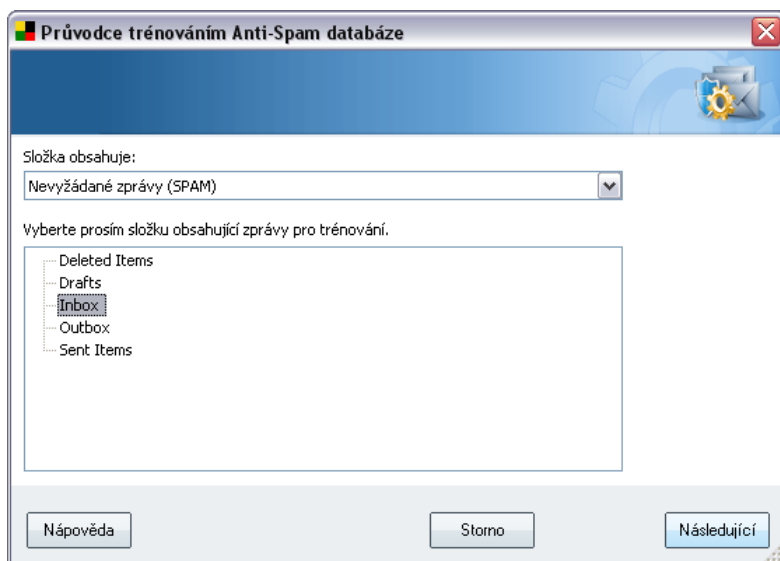 Průvodce trénováním Anti-Spam databáze
Složka obsahuje:
Nevyžádané zprávy (SPAM)
Vyberte prosím složku obsahující zprávy pro trénování.
Deleted Items
Drafts
Inbox
Outbox
Sent Items
Nápověda
Storno
Následující